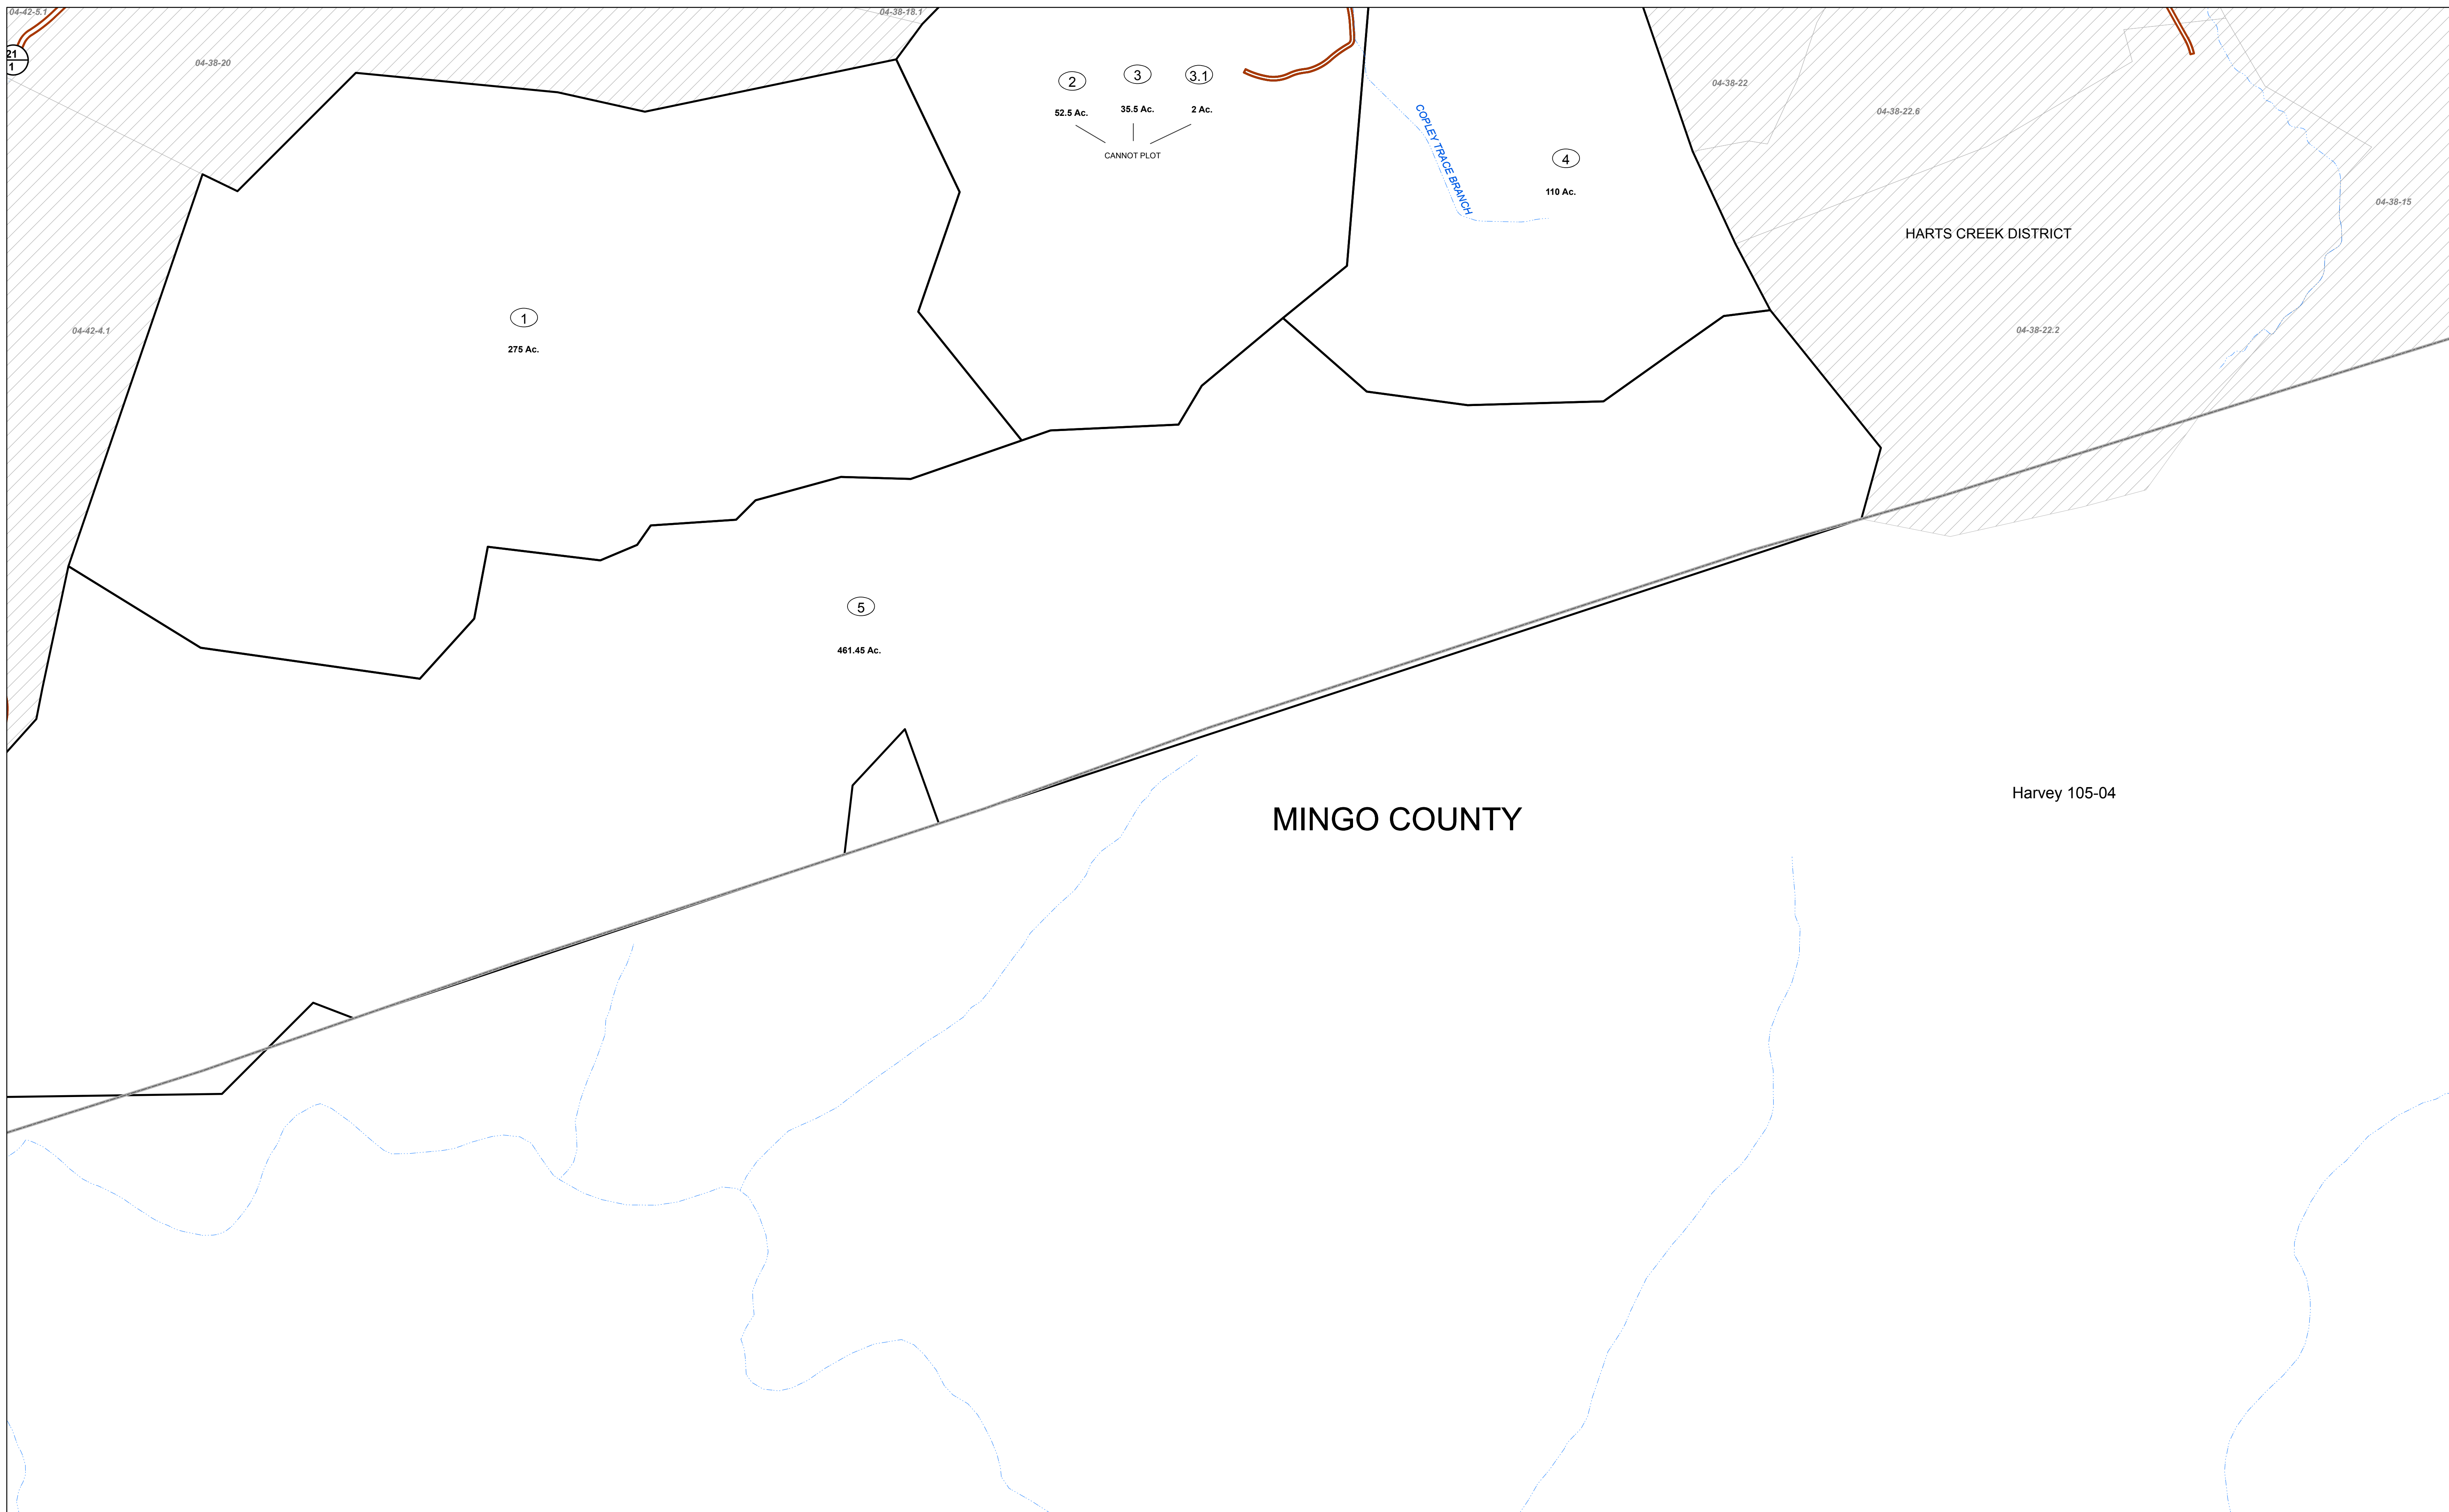 04-42-5.1
04-38-18.1
21
1
04-38-20
2
3
3.1
52.5 Ac.
35.5 Ac.
2 Ac.
CANNOT PLOT
COPLEY TRACE BRANCH
4
110 Ac.
04-38-22
04-38-22.6
04-38-15
HARTS CREEK DISTRICT
04-42-4.1
1
275 Ac.
04-38-22.2
5
461.45 Ac.
MINGO COUNTY
Harvey 105-04